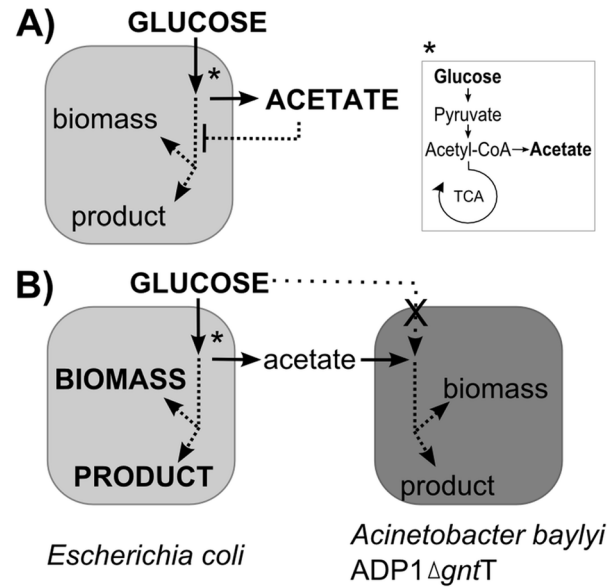 A)
GLUCOSE
*
ACETATE
biomass
product
*
Glucose
Pyruvate
Acetyl-CoA Acetate
TCA
B)
GLUCOSE
X
*
acetate
BIOMASS
biomass
PRODUCT
product
Escherichia coli
Acinetobacter baylyi
ADP1ΔgntT